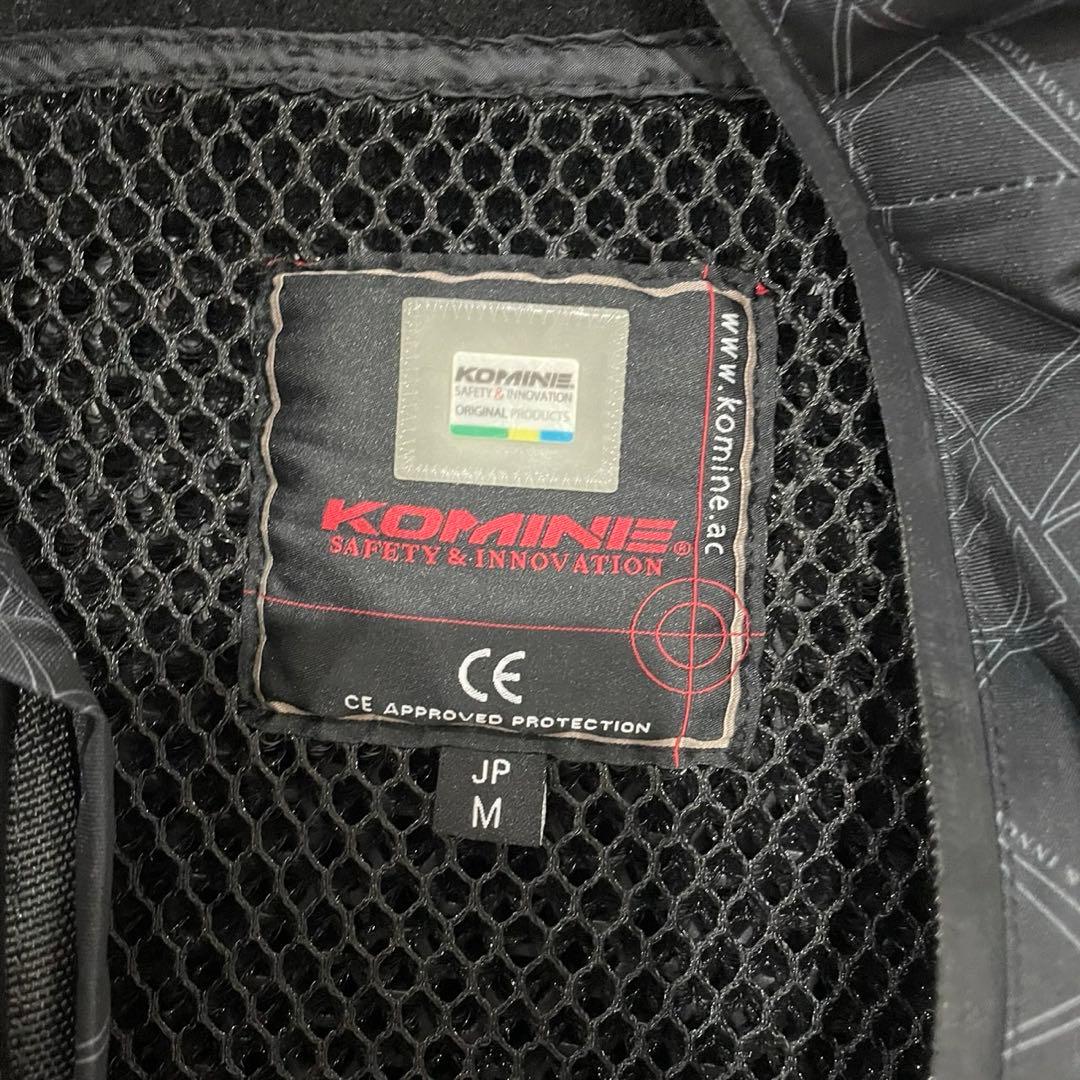 KOMINE
SAFETY & INNOVATION
ORIGINAL PRODUCTS
www.komine.ac
KOMINE®
SAFETY & INNOVATION
CE
CE APPROVED PROTECTION
JP
M